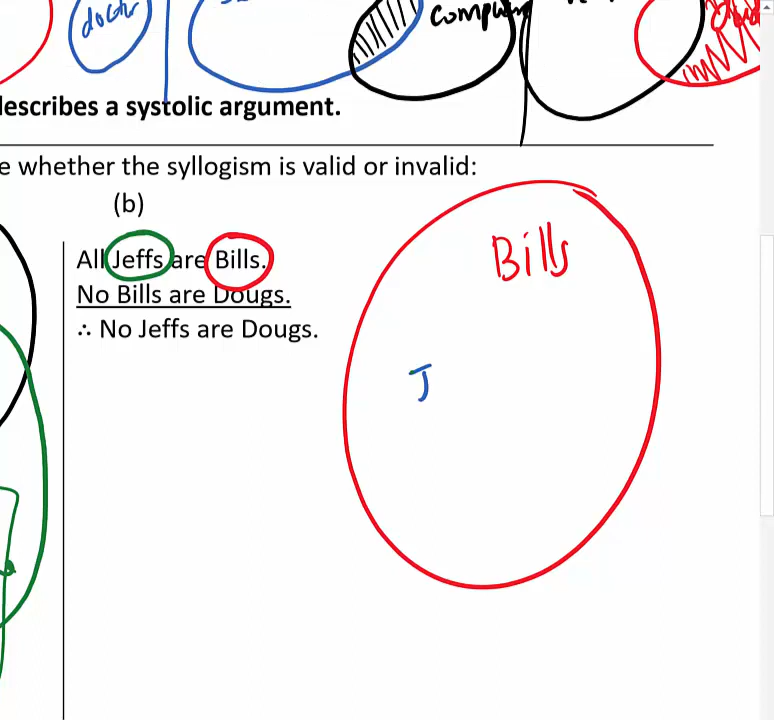 doctor
comput
escribes a systolic argument.
e whether the syllogism is valid or invalid:
(b)
All Jeffs are Bills.
No Bills are Dougs.
∴ No Jeffs are Dougs.
Bills
J